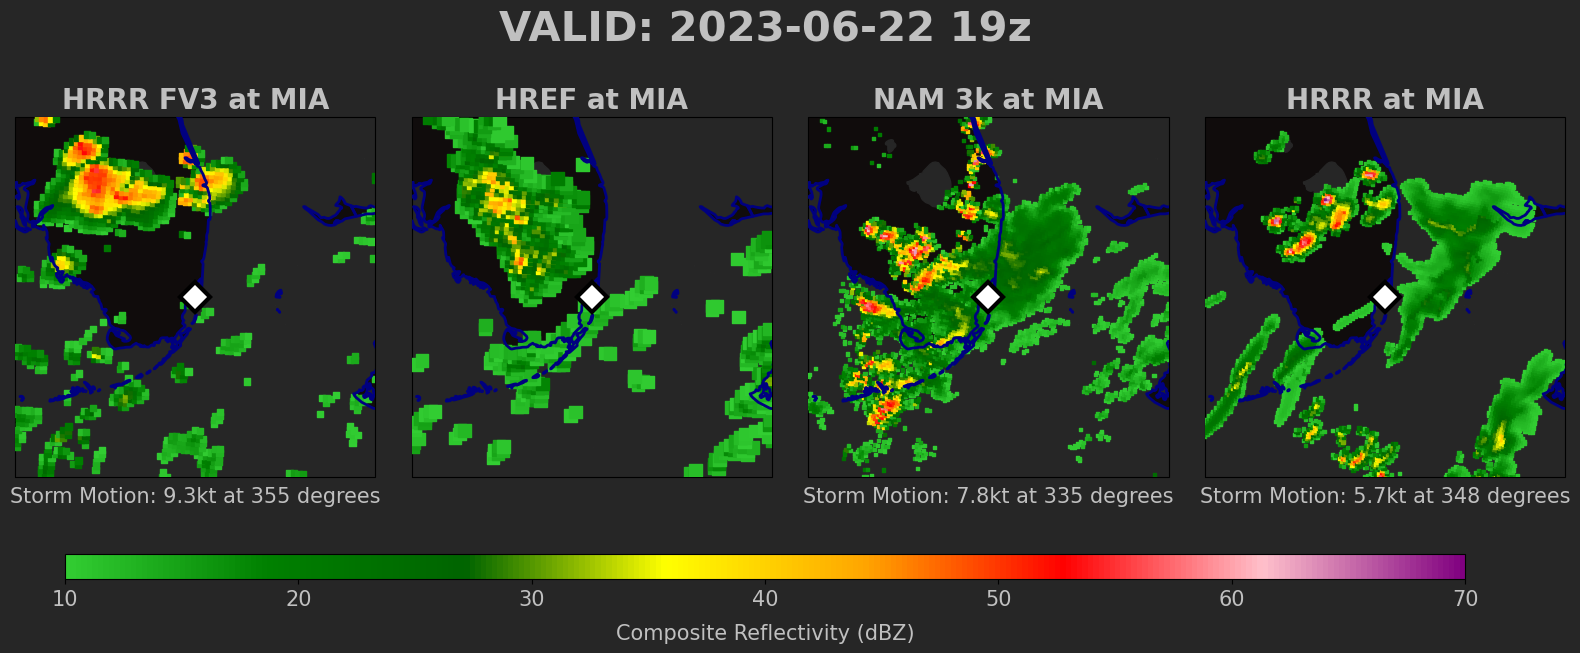 VALID: 2023-06-22 19z
HRRR FV3 at MIA
HREF at MIA
NAM 3k at MIA
HRRR at MIA
Storm Motion: 9.3kt at 355 degrees
Storm Motion: 7.8kt at 335 degrees
Storm Motion: 5.7kt at 348 degrees
10 20 30 40 50 60 70
Composite Reflectivity (dBZ)